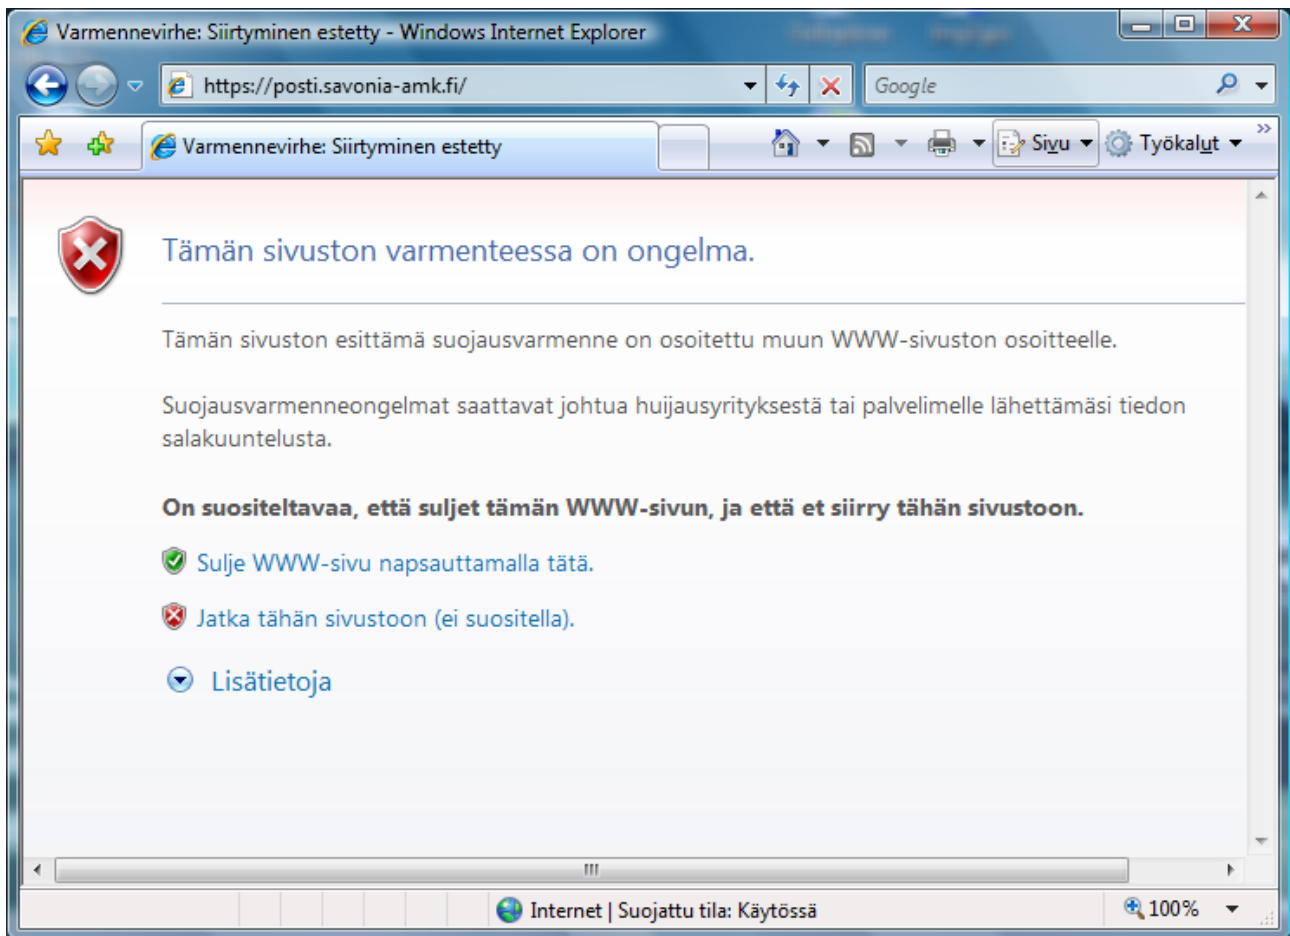 Varmennevirhe: Siirtyminen estetty - Windows Internet Explorer
https://posti.savonia-amk.fi/
Google
Varmennevirhe: Siirtyminen estetty
Sivu
Työkalut
Tämän sivuston varmenteessa on ongelma.
Tämän sivuston esittämä suojausvarmenne on osoitettu muun WWW-sivuston osoitteelle.
Suojausvarmenneongelmat saattavat johtua huijausyrityksestä tai palvelimelle lähettämäsi tiedon
salakuuntelusta.
On suositeltavaa, että suljet tämän WWW-sivun, ja että et siirry tähän sivustoon.
Sulje WWW-sivu napsauttamalla tätä.
Jatka tähän sivustoon (ei suositella).
Lisätietoja
Internet | Suojattu tila: Käytössä
100%